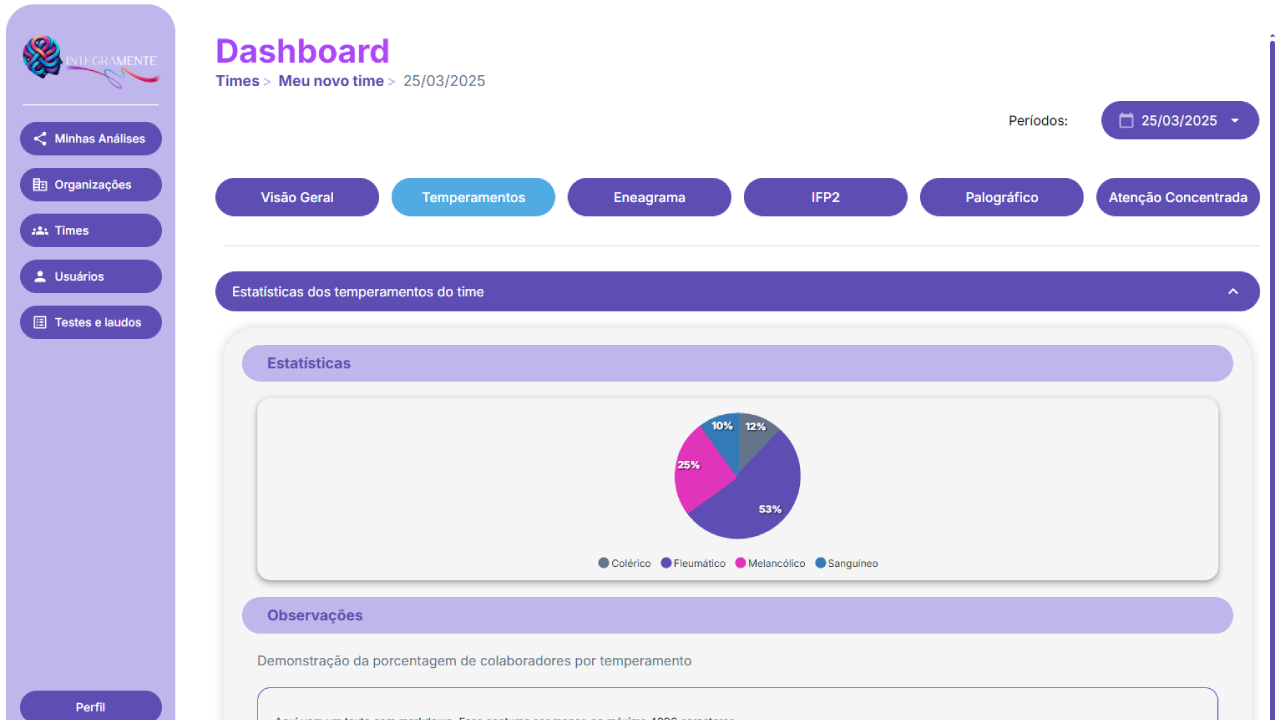 INTEGRAMENTE
Minhas Análises
Organizações
Times
Usuários
Testes e laudos
Perfil
Dashboard
Times > Meu novo time > 25/03/2025
Períodos:
25/03/2025
Visão Geral
Temperamentos
Eneagrama
IFP2
Palográfico
Atenção Concentrada
Estatísticas dos temperamentos do time
Estatísticas
10% 12%
25%
53%
Colérico Fleumático Melancólico Sanguíneo
Observações
Demonstração da porcentagem de colaboradores por temperamento